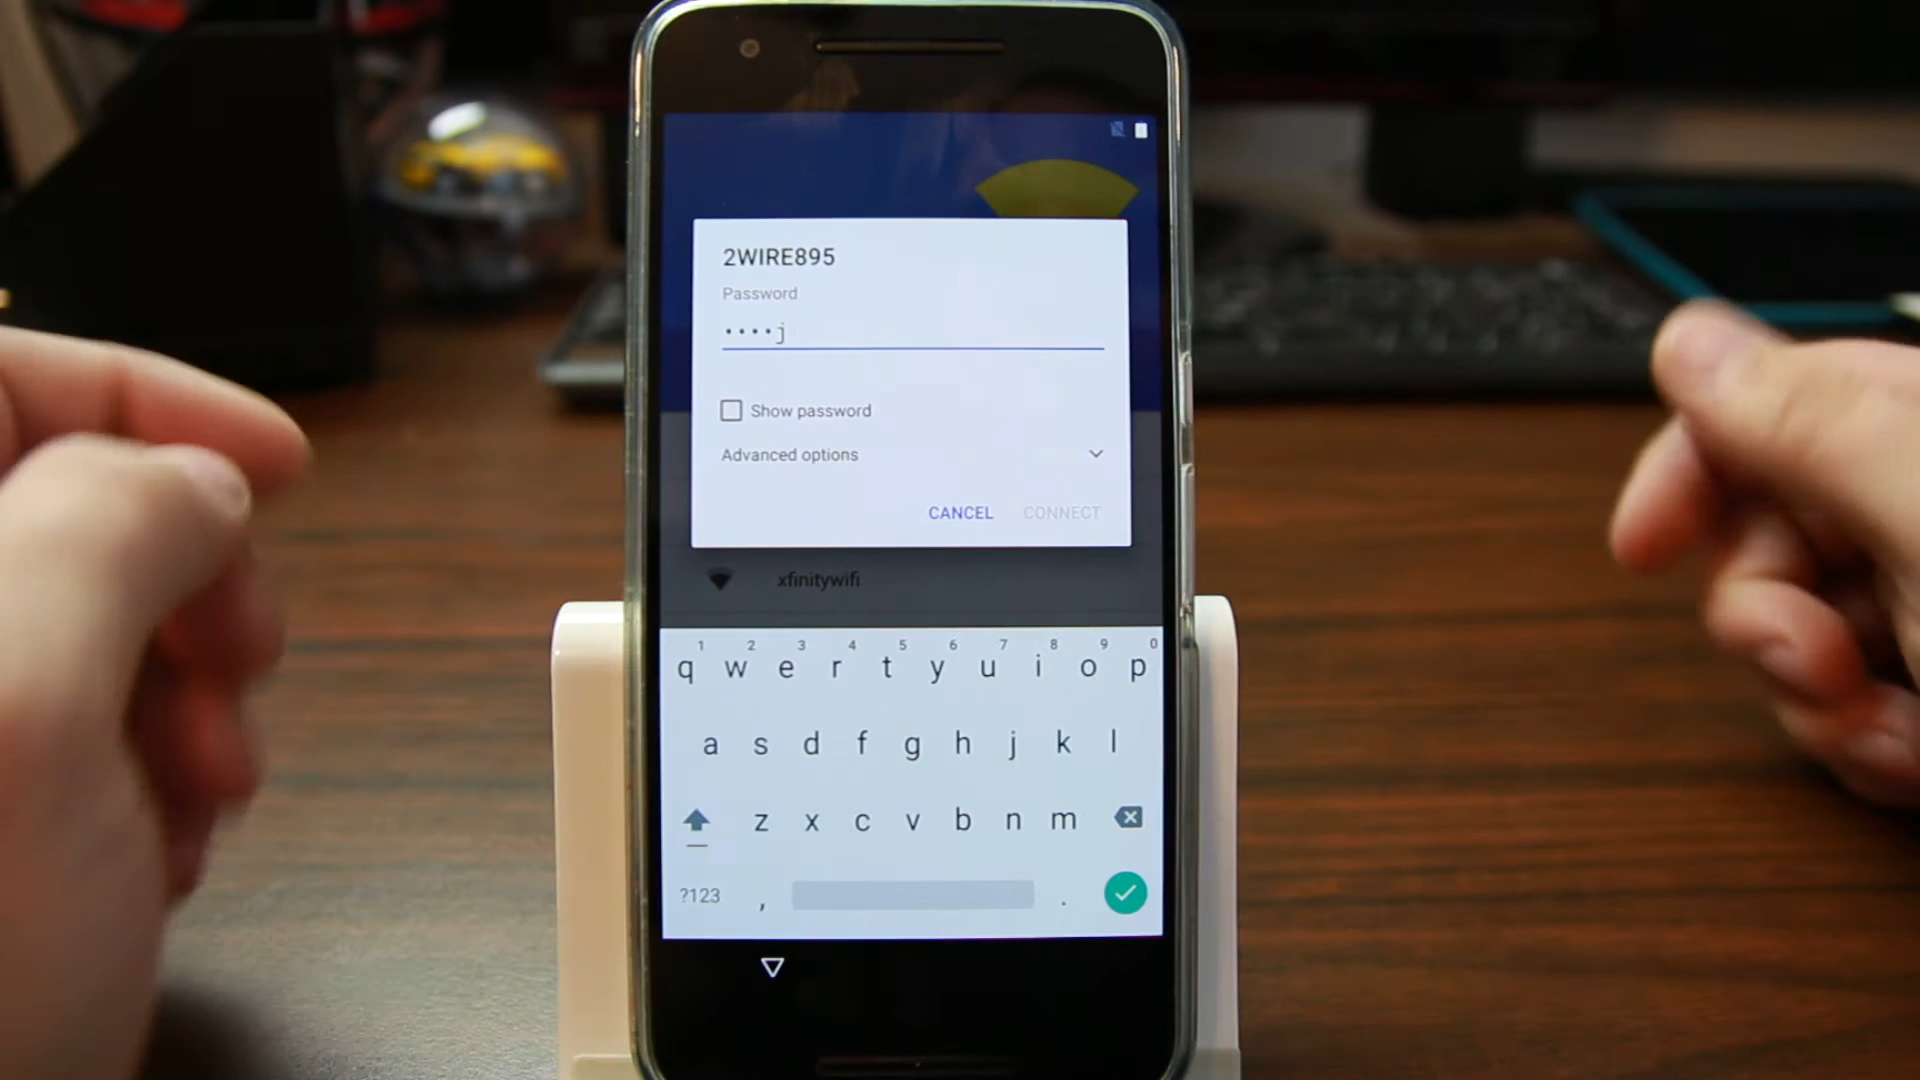 2WIRE895
Password
••••j
Show password
Advanced options
CANCEL CONNECT
xfinitywifi
1 2 3 4 5 6 7 8 9 0
q w e r t y u i o p
a s d f g h j k l
z x c v b n m
?123 , .